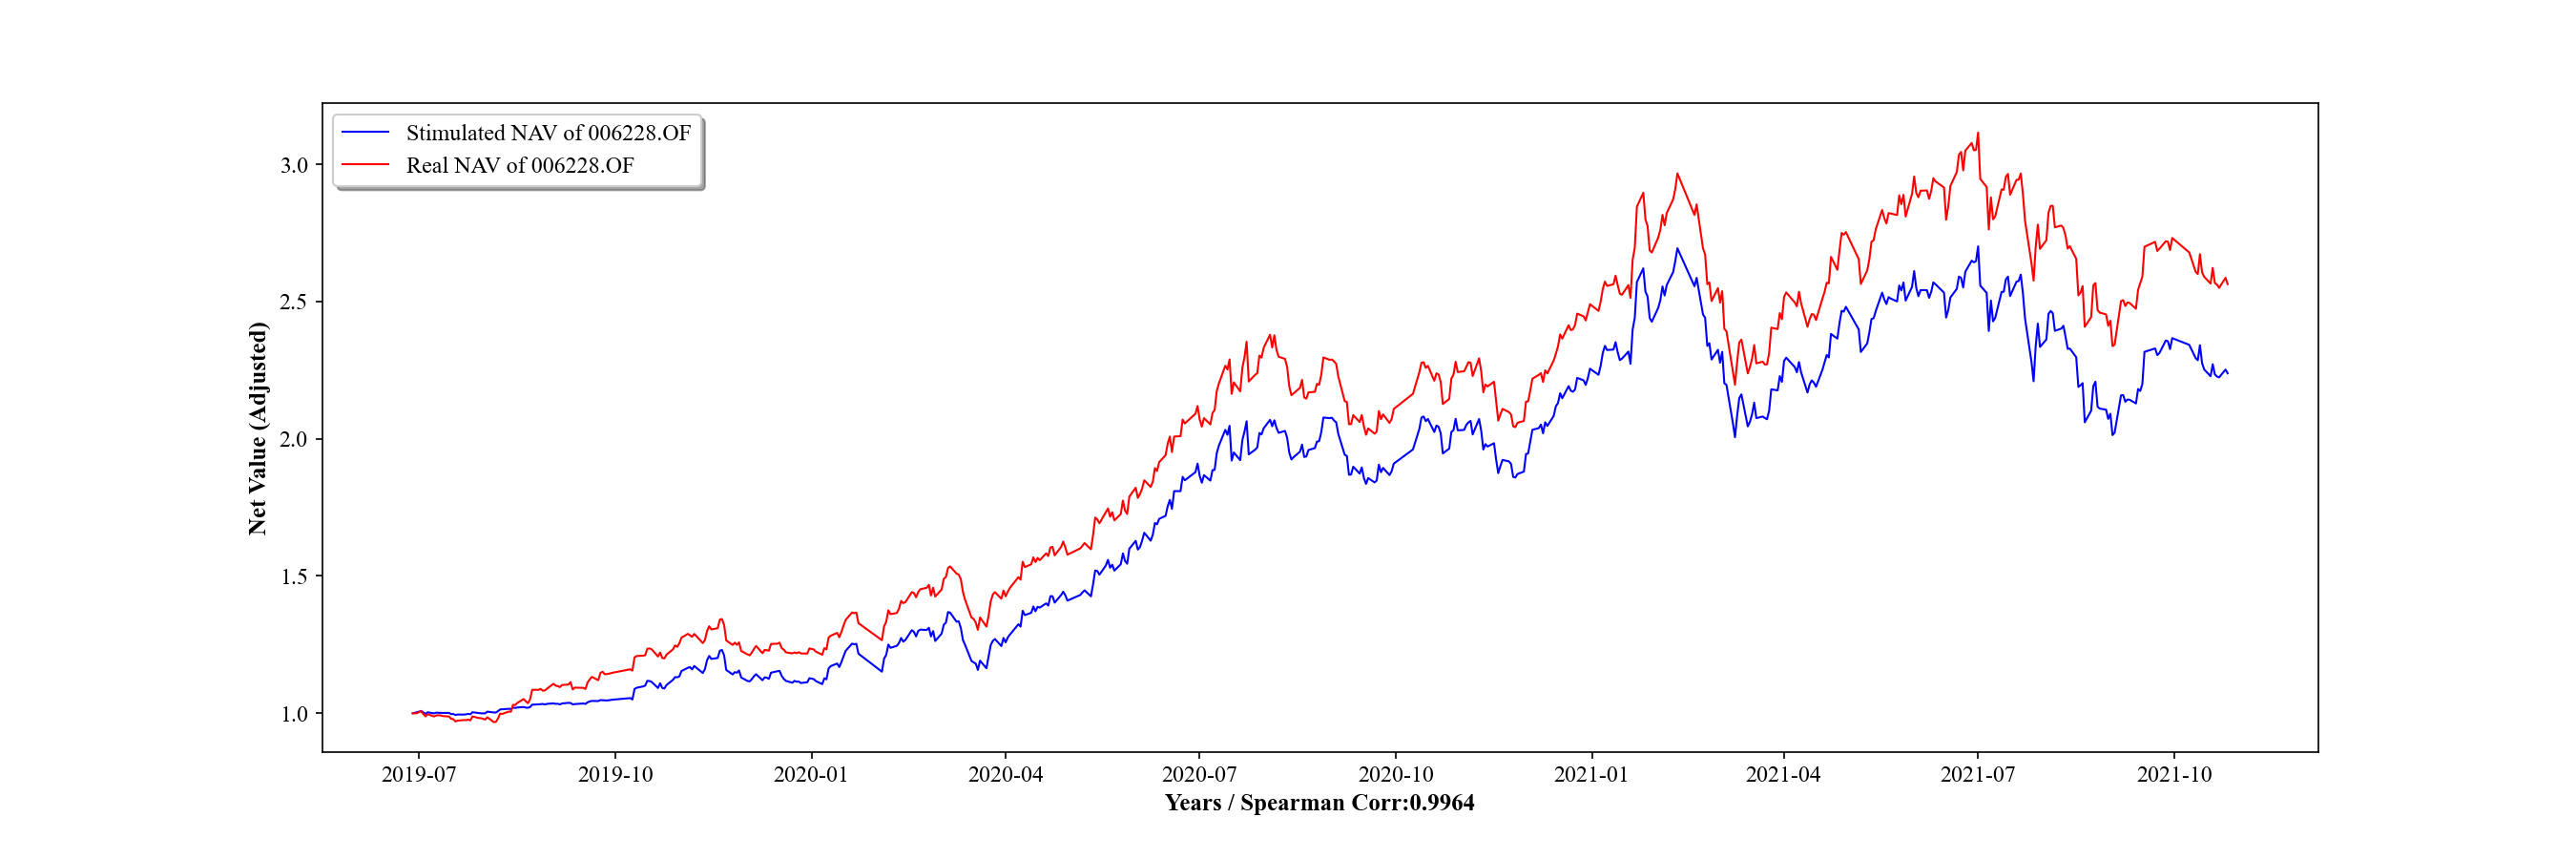 Stimulated NAV of 006228.OF
Real NAV of 006228.OF
3.0
2.5
2.0
1.5
1.0
Net Value (Adjusted)
2019-07 2019-10 2020-01 2020-04 2020-07 2020-10 2021-01 2021-04 2021-07 2021-10
Years / Spearman Corr:0.9964